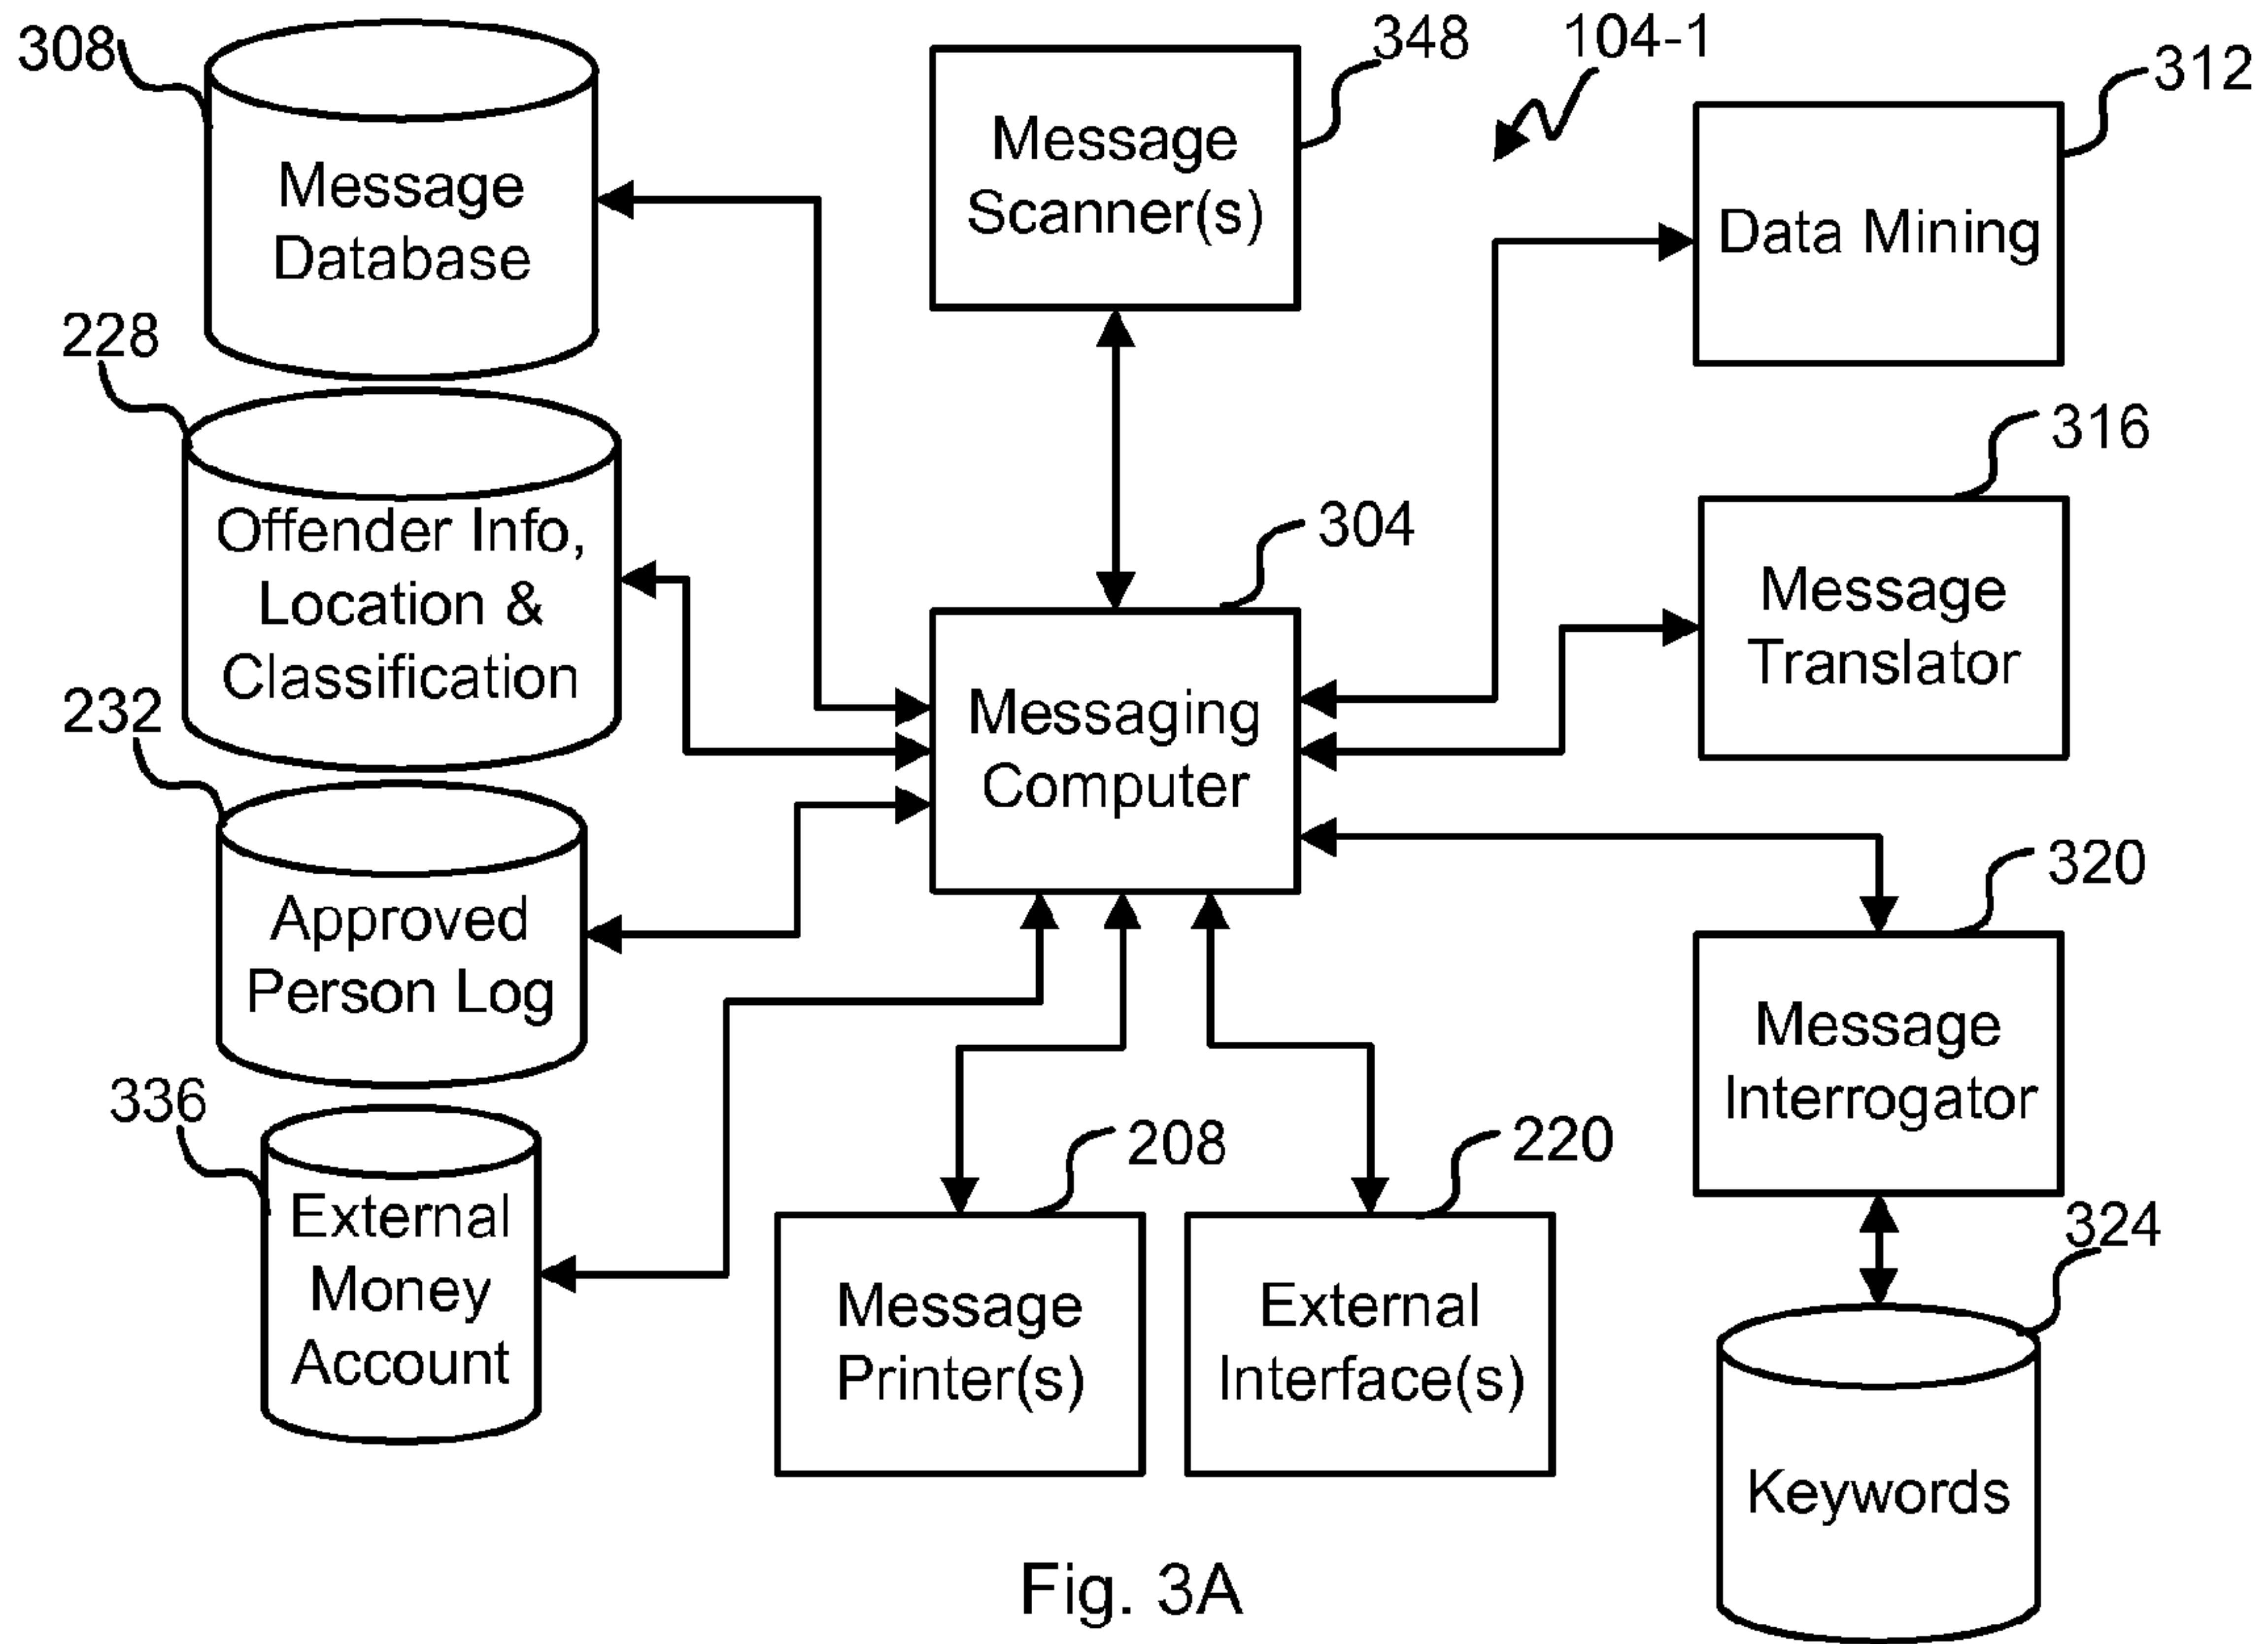 308
Message
Database
348
Message
Scanner(s)
104-1
312
Data Mining
228
Offender Info,
Location &
Classification
316
Message
Translator
304
Messaging
Computer
232
Approved
Person Log
320
Message
Interrogator
336
External
Money
Account
208
Message
Printer(s)
220
External
Interface(s)
324
Keywords
Fig. 3A